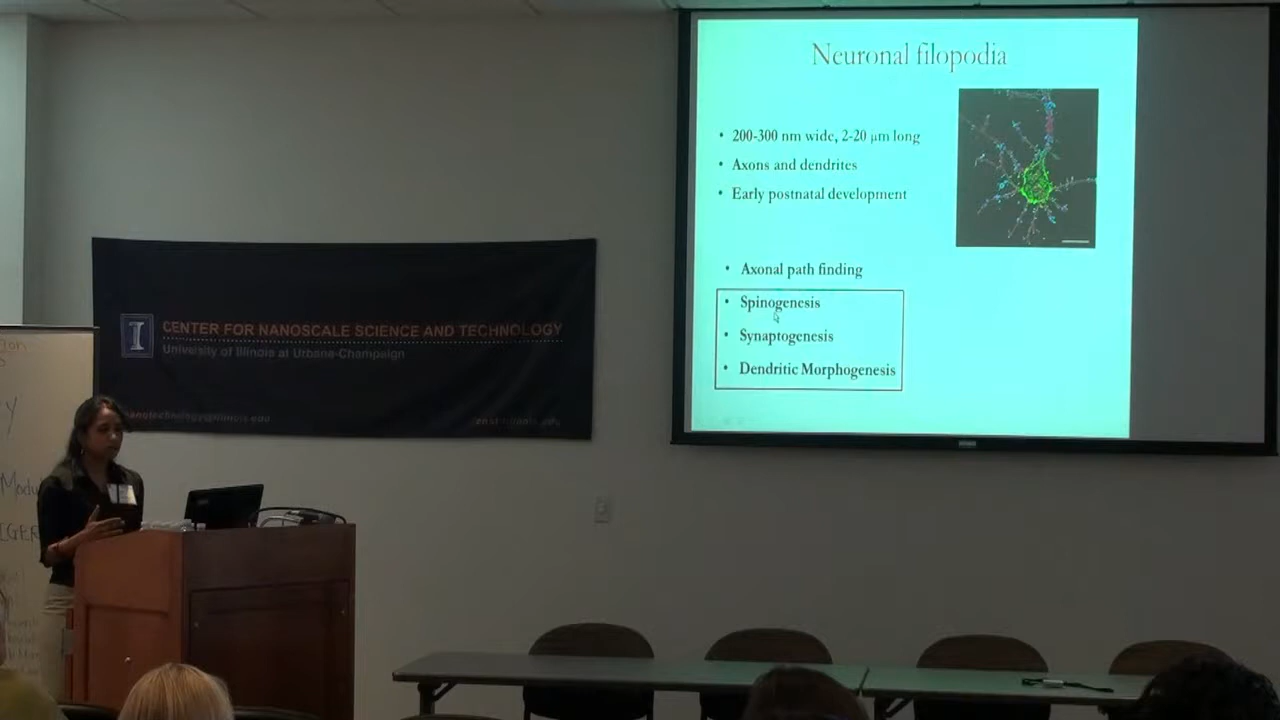 Neuronal filopodia
• 200-300 nm wide, 2-20 μm long
• Axons and dendrites
• Early postnatal development
• Axonal path finding
• Spinogenesis
• Synaptogenesis
• Dendritic Morphogenesis
I
CENTER FOR NANOSCALE SCIENCE AND TECHNOLOGY
University of Illinois at Urbana-Champaign